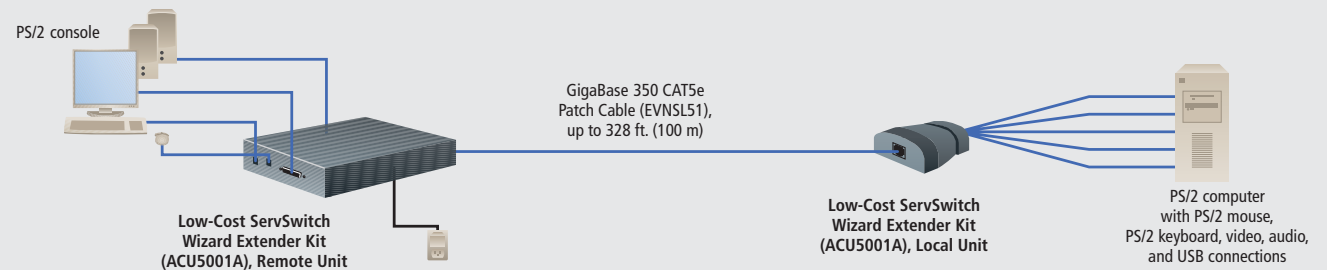 PS/2 console
GigaBase 350 CAT5e
Patch Cable (EVNSL51),
up to 328 ft. (100 m)
Low-Cost ServSwitch
Wizard Extender Kit
(ACU5001A), Remote Unit
Low-Cost ServSwitch
Wizard Extender Kit
(ACU5001A), Local Unit
PS/2 computer
with PS/2 mouse,
PS/2 keyboard, video, audio,
and USB connections